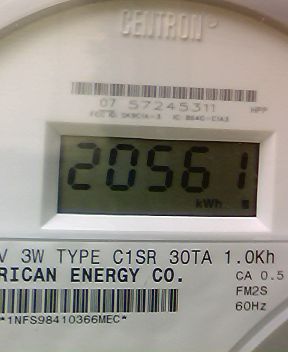 CENTRON®
07 57245311 HPP
20561
kWh
V 3W TYPE C1SR 30TA 1.0Kh
RICAN ENERGY CO.
CA 0.5
FM2S
60Hz
*1NFS98410366MEC*